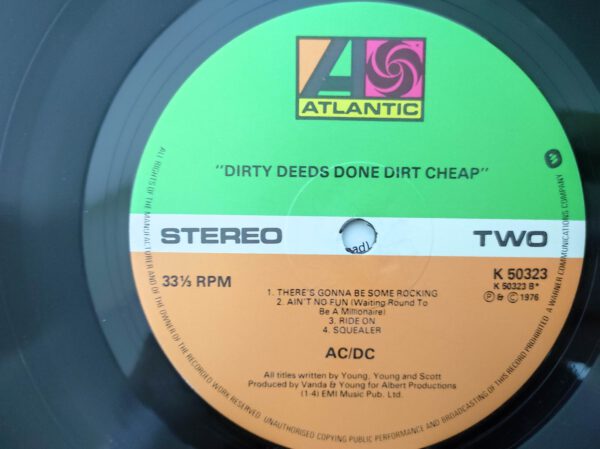 ATLANTIC
"DIRTY DEEDS DONE DIRT CHEAP"
STEREO
TWO
33⅓ RPM
K 50323
K 50323 B*
Ⓟ & © 1976
1. THERE'S GONNA BE SOME ROCKING
2. AIN'T NO FUN (Waiting Round To
Be A Millionaire)
3. RIDE ON
4. SQUEALER
AC/DC
All titles written by Young, Young and Scott
Produced by Vanda & Young for Albert Productions
(1-4) EMI Music Pub. Ltd.
ALL RIGHTS OF THE MANUFACTURER AND OF THE OWNER OF THE RECORDED WORK RESERVED. UNAUTHORISED COPYING PUBLIC PERFORMANCE AND BROADCASTING OF THIS RECORD PROHIBITED. A WARNER COMMUNICATIONS COMPANY